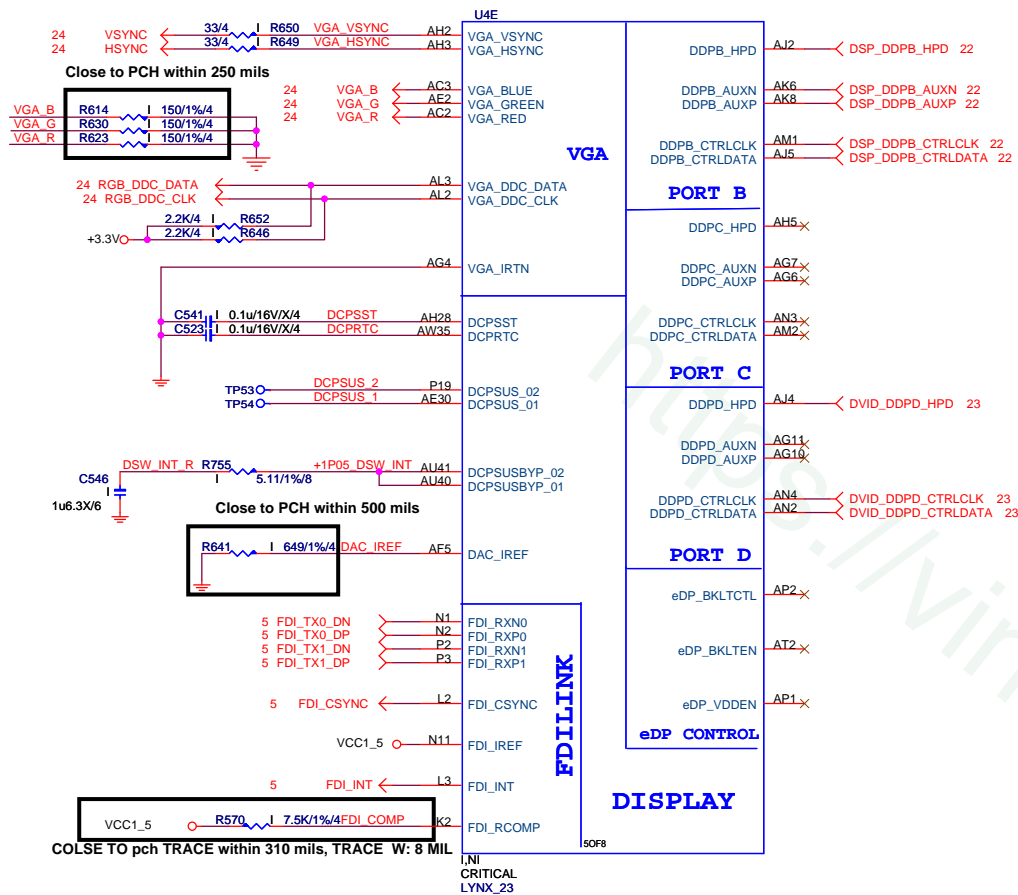 U4E
24 VSYNC 33/4 I R650 VGA_VSYNC AH2 VGA_VSYNC
24 HSYNC 33/4 I R649 VGA_HSYNC AH3 VGA_HSYNC
DDPB_HPD AJ2 DSP_DDPB_HPD 22
Close to PCH within 250 mils
24 VGA_B AC3 VGA_BLUE
24 VGA_G AE2 VGA_GREEN
24 VGA_R AC2 VGA_RED
DDPB_AUXN AK6 DSP_DDPB_AUXN 22
DDPB_AUXP AK8 DSP_DDPB_AUXP 22
VGA_B R614 I 150/1%/4
VGA_G R630 I 150/1%/4
VGA_R R623 I 150/1%/4
DDPB_CTRLCLK AM1 DSP_DDPB_CTRLCLK 22
DDPB_CTRLDATA AJ5 DSP_DDPB_CTRLDATA 22
VGA
24 RGB_DDC_DATA AL3 VGA_DDC_DATA
24 RGB_DDC_CLK AL2 VGA_DDC_CLK
PORT B
2.2K/4 I R652
+3.3V 2.2K/4 I R646
DDPC_HPD AH5
AG4 VGA_IRTN
DDPC_AUXN AG7
DDPC_AUXP AG6
C541 I 0.1u/16V/X/4 DCPSST AH28 DCPSST
C523 I 0.1u/16V/X/4 DCPRTC AW35 DCPRTC
DDPC_CTRLCLK AN3
DDPC_CTRLDATA AM2
PORT C
TP53 DCPSUS_2 P19 DCPSUS_02
TP54 DCPSUS_1 AE30 DCPSUS_01
DDPD_HPD AJ4 DVID_DDPD_HPD 23
DDPD_AUXN AG11
DDPD_AUXP AG10
DSW_INT_R R755 I 5.11/1%/8 +1P05_DSW_INT AU41 DCPSUSBYP_02
AU40 DCPSUSBYP_01
C546 I 1u6.3X/6
DDPD_CTRLCLK AN4 DVID_DDPD_CTRLCLK 23
DDPD_CTRLDATA AN2 DVID_DDPD_CTRLDATA 23
Close to PCH within 500 mils
R641 I 649/1%/4 DAC_IREF AF5 DAC_IREF
PORT D
eDP_BKLTCTL AP2
5 FDI_TX0_DN N1 FDI_RXN0
5 FDI_TX0_DP N2 FDI_RXP0
5 FDI_TX1_DN P2 FDI_RXN1
5 FDI_TX1_DP P3 FDI_RXP1
eDP_BKLTEN AT2
5 FDI_CSYNC L2 FDI_CSYNC
eDP_VDDEN AP1
eDP CONTROL
VCC1_5 N11 FDI_IREF
FDILINK
5 FDI_INT L3 FDI_INT
DISPLAY
VCC1_5 R570 I 7.5K/1%/4 FDI_COMP K2 FDI_RCOMP
COLSE TO pch TRACE within 310 mils, TRACE W: 8 MIL
5OF8
I,NI
CRITICAL
LYNX_23